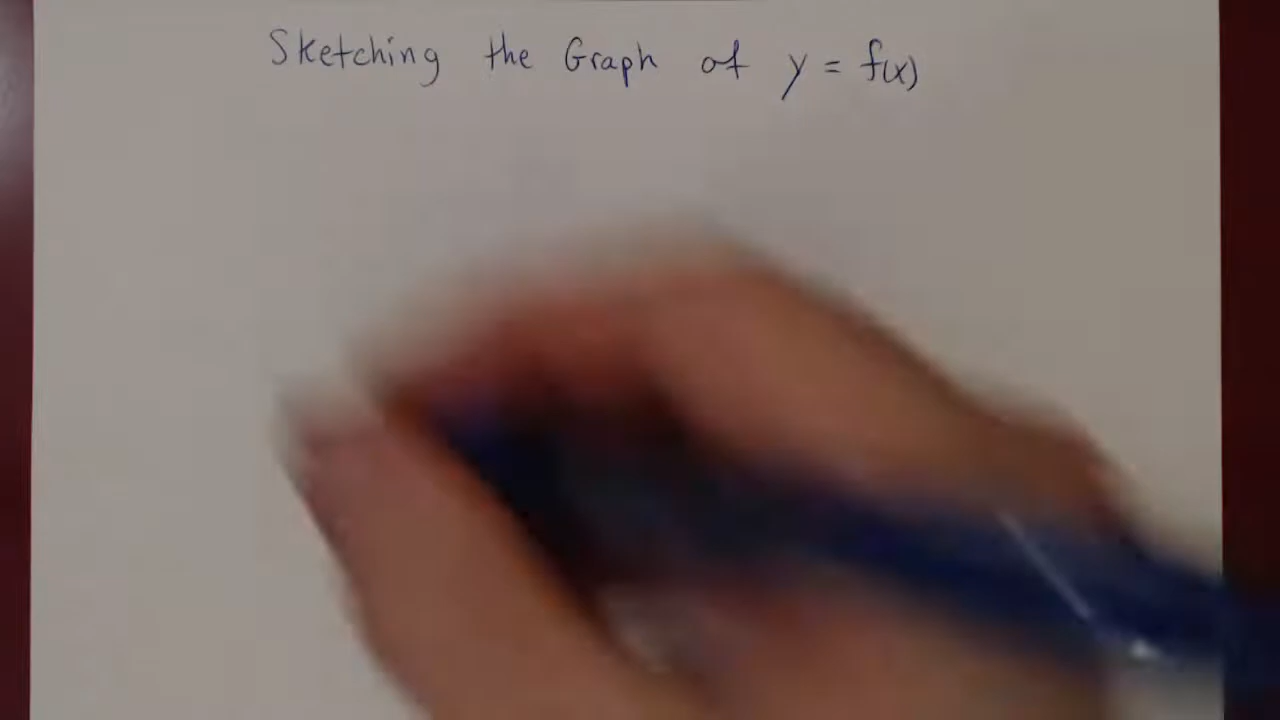 Sketching the Graph of y = f(x)